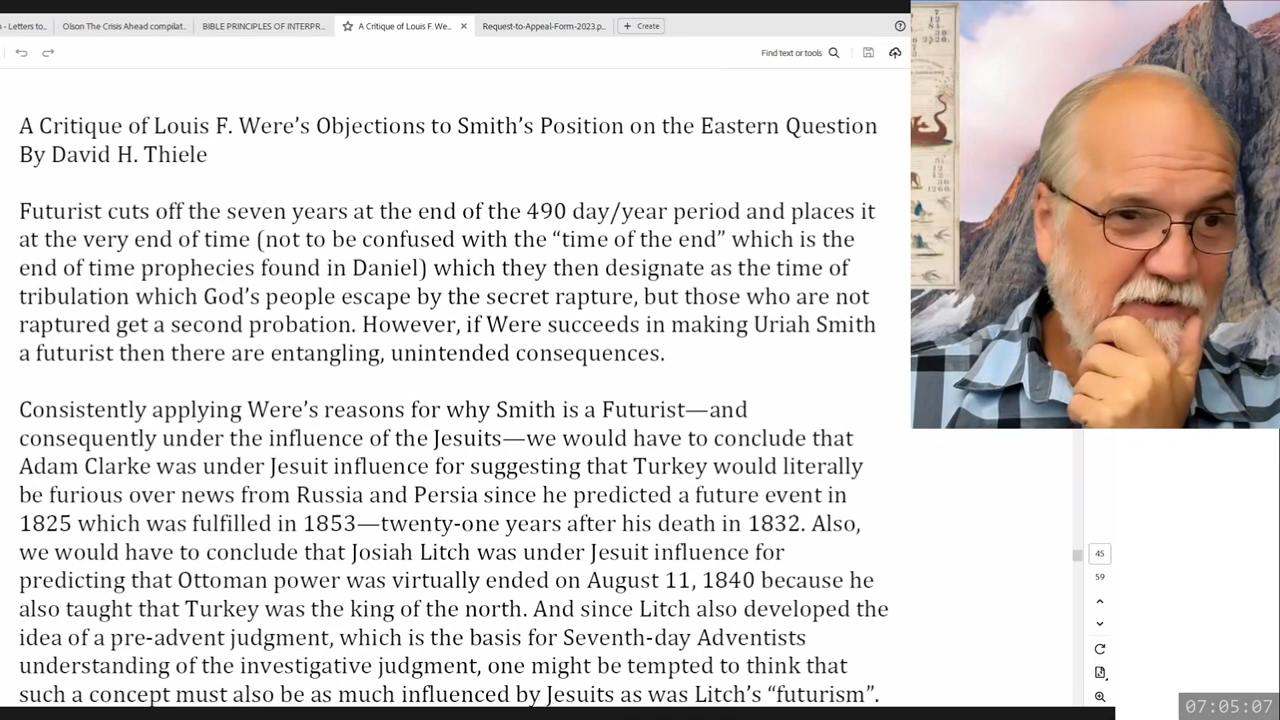 - Letters to..
Olson The Crisis Ahead compilat..
BIBLE PRINCIPLES OF INTERPR...
A Critique of Louis F. We...
Request-to-Appeal-Form-2023.p..
+ Create
Find text or tools
A Critique of Louis F. Were's Objections to Smith's Position on the Eastern Question
By David H. Thiele
Futurist cuts off the seven years at the end of the 490 day/year period and places it
at the very end of time (not to be confused with the “time of the end” which is the
end of time prophecies found in Daniel) which they then designate as the time of
tribulation which God's people escape by the secret rapture, but those who are not
raptured get a second probation. However, if Were succeeds in making Uriah Smith
a futurist then there are entangling, unintended consequences.
Consistently applying Were's reasons for why Smith is a Futurist—and
consequently under the influence of the Jesuits—we would have to conclude that
Adam Clarke was under Jesuit influence for suggesting that Turkey would literally
be furious over news from Russia and Persia since he predicted a future event in
1825 which was fulfilled in 1853—twenty-one years after his death in 1832. Also,
we would have to conclude that Josiah Litch was under Jesuit influence for
predicting that Ottoman power was virtually ended on August 11, 1840 because he
also taught that Turkey was the king of the north. And since Litch also developed the
idea of a pre-advent judgment, which is the basis for Seventh-day Adventists
understanding of the investigative judgment, one might be tempted to think that
such a concept must also be as much influenced by Jesuits as was Litch's “futurism”.
45
59
1260.
07:05:07